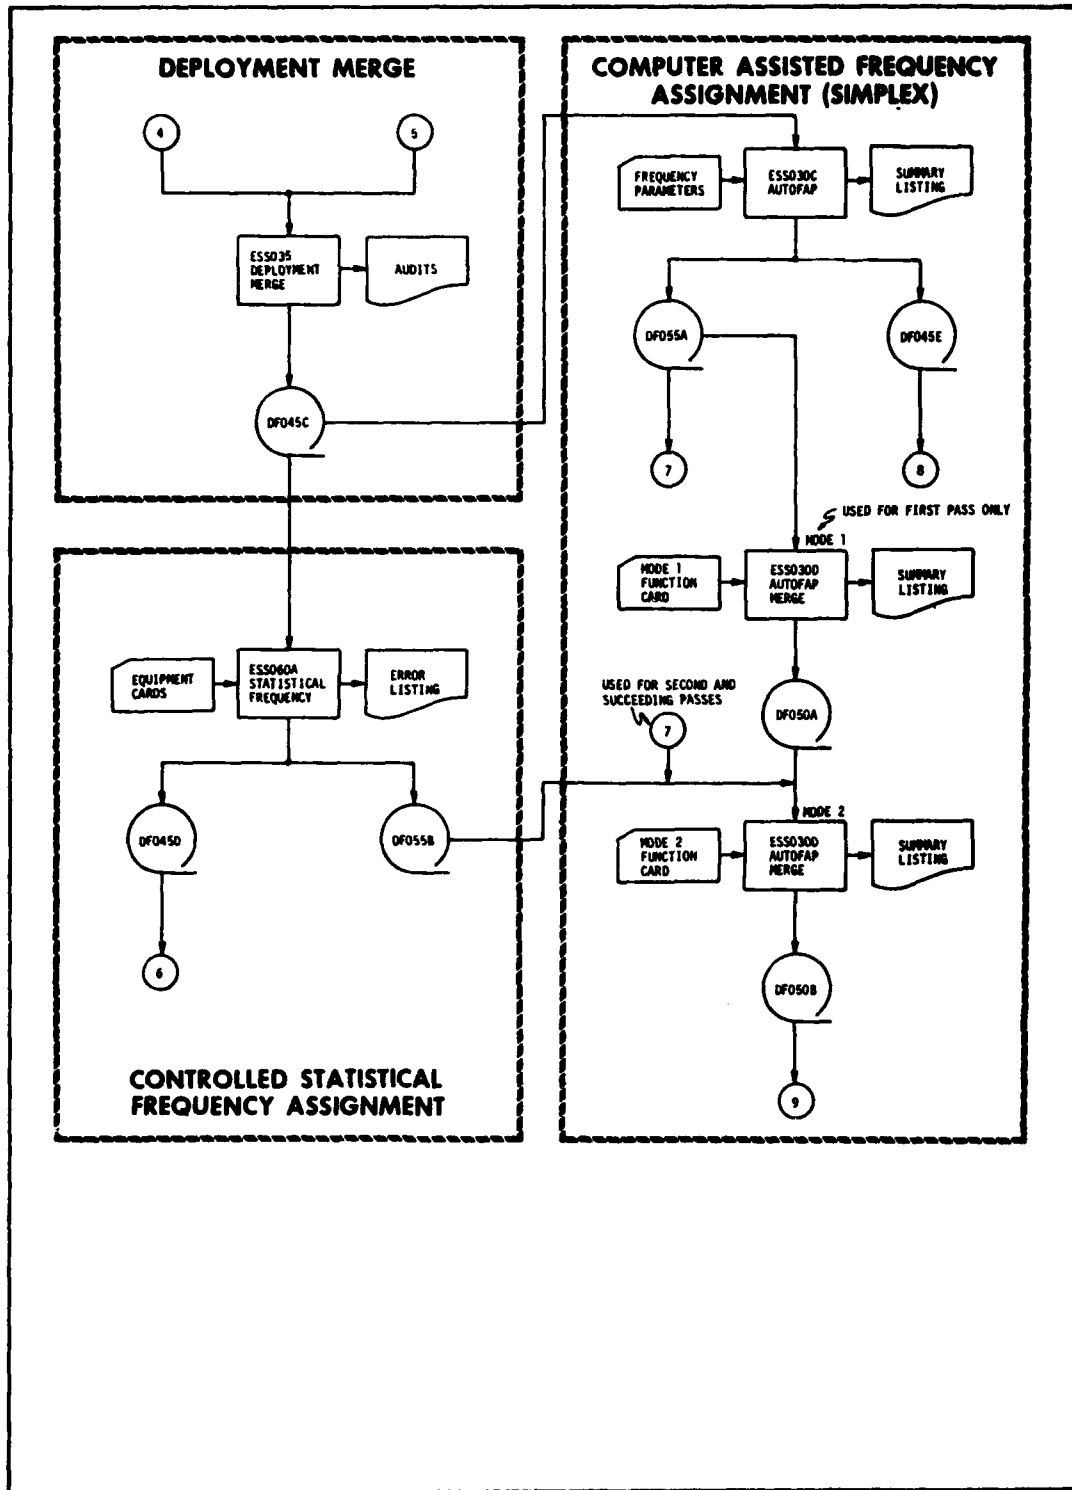 DEPLOYMENT MERGE
4
5
ESS035
DEPLOYMENT
MERGE
AUDITS
DF045C
COMPUTER ASSISTED FREQUENCY
ASSIGNMENT (SIMPLEX)
FREQUENCY
PARAMETERS
ESS030C
AUTOFAP
SUMMARY
LISTING
DF055A
DF045E
7
8
USED FOR FIRST PASS ONLY
MODE 1
MODE 1
FUNCTION
CARD
ESS030D
AUTOFAP
MERGE
SUMMARY
LISTING
DF050A
USED FOR SECOND AND
SUCCEEDING PASSES
7
MODE 2
MODE 2
FUNCTION
CARD
ESS030D
AUTOFAP
MERGE
SUMMARY
LISTING
DF050B
9
EQUIPMENT
CARDS
ESS060A
STATISTICAL
FREQUENCY
ERROR
LISTING
DF045D
DF055B
6
CONTROLLED STATISTICAL
FREQUENCY ASSIGNMENT